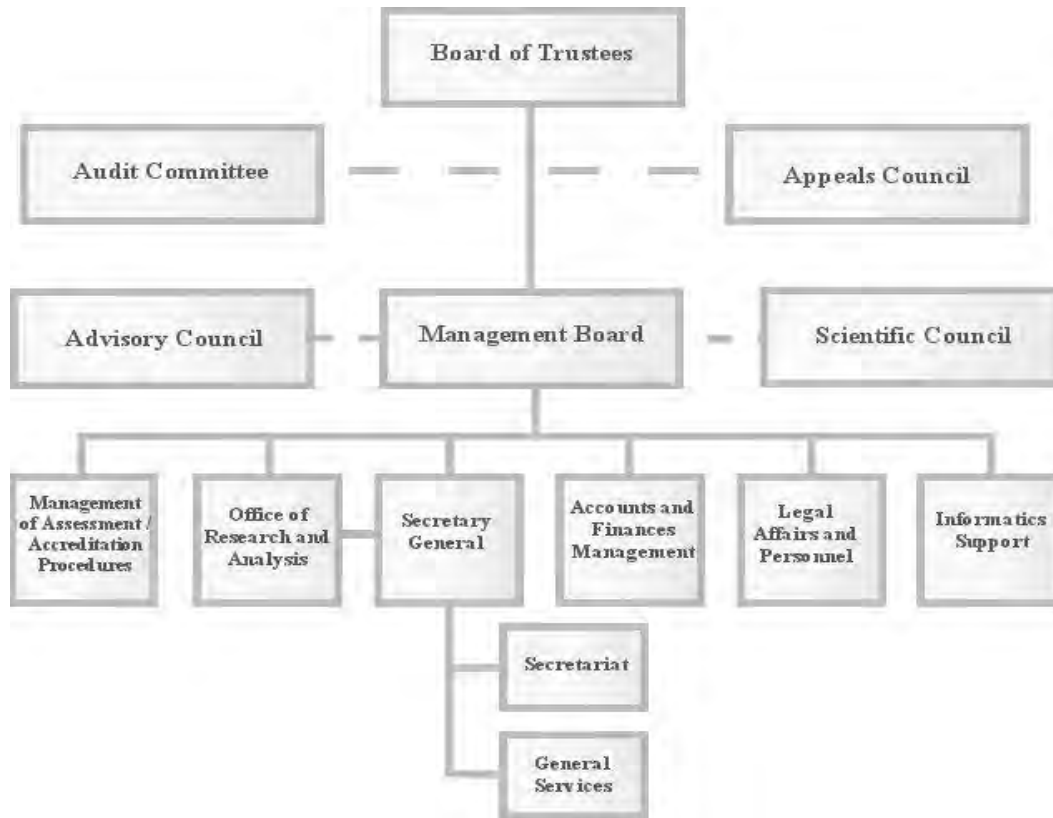 Board of Trustees
Audit Committee
Appeals Council
Advisory Council
Management Board
Scientific Council
Management
of Assessment /
Accreditation
Procedures
Office of
Research and
Analysis
Secretary
General
Accounts and
Finances
Management
Legal
Affairs and
Personnel
Informatics
Support
Secretariat
General
Services